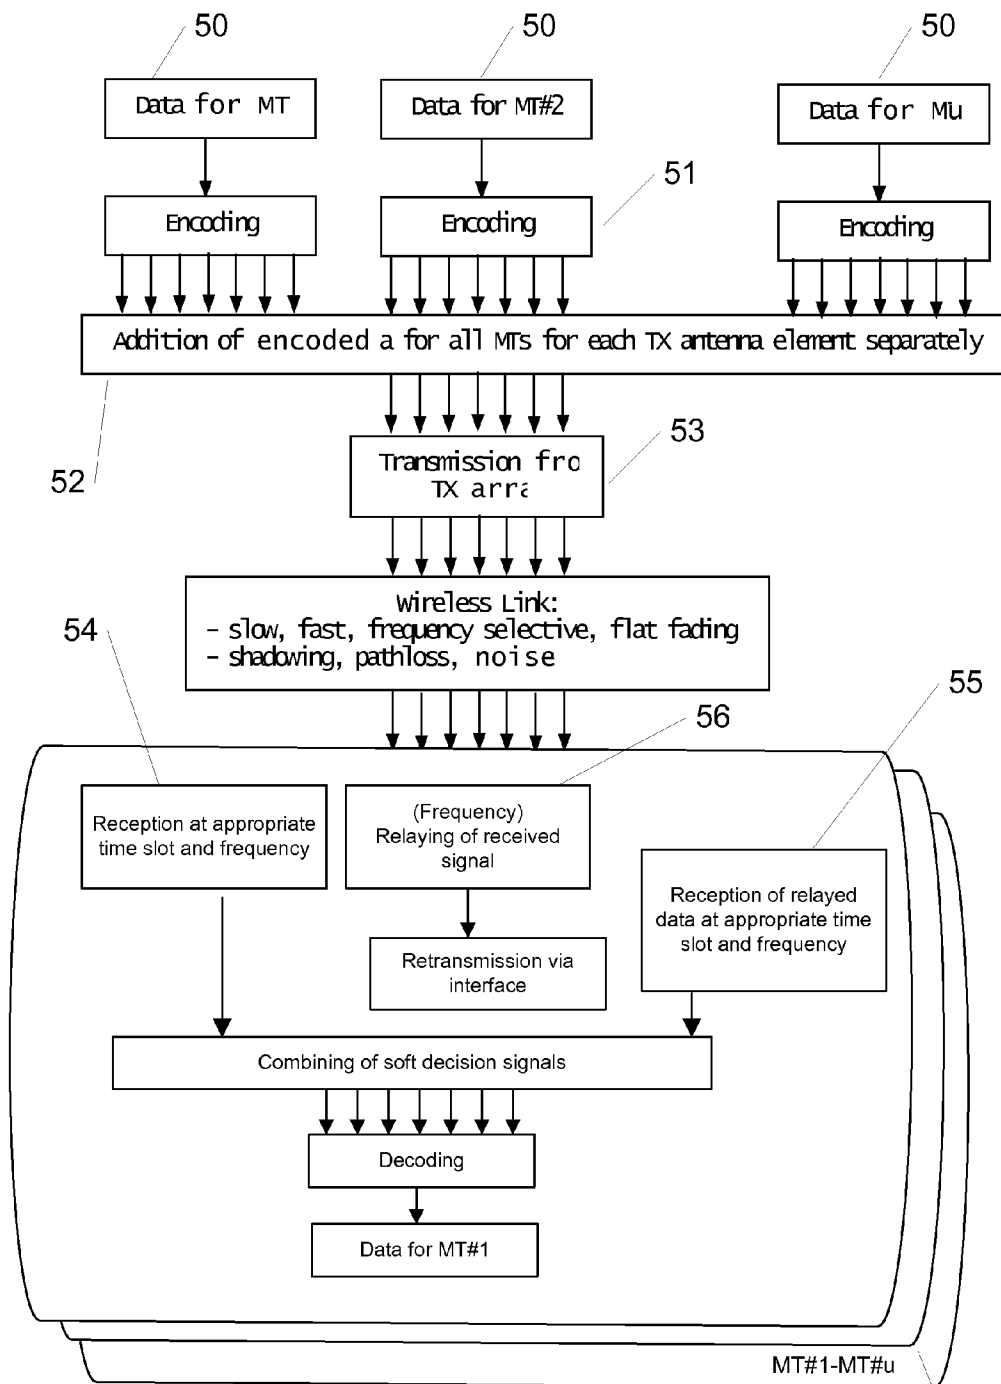 50
50
50
Data for MT
Data for MT#2
Data for Mu
51
Encoding
Encoding
Encoding
Addition of encoded a for all MTs for each TX antenna element separately
52
53
Transmission fro
TX arra
Wireless Link:
- slow, fast, frequency selective, flat fading
- shadowing, pathloss, noise
54
55
56
Reception at appropriate
time slot and frequency
(Frequency)
Relaying of received
signal
Reception of relayed
data at appropriate time
slot and frequency
Retransmission via
interface
Combining of soft decision signals
Decoding
Data for MT#1
MT#1-MT#u